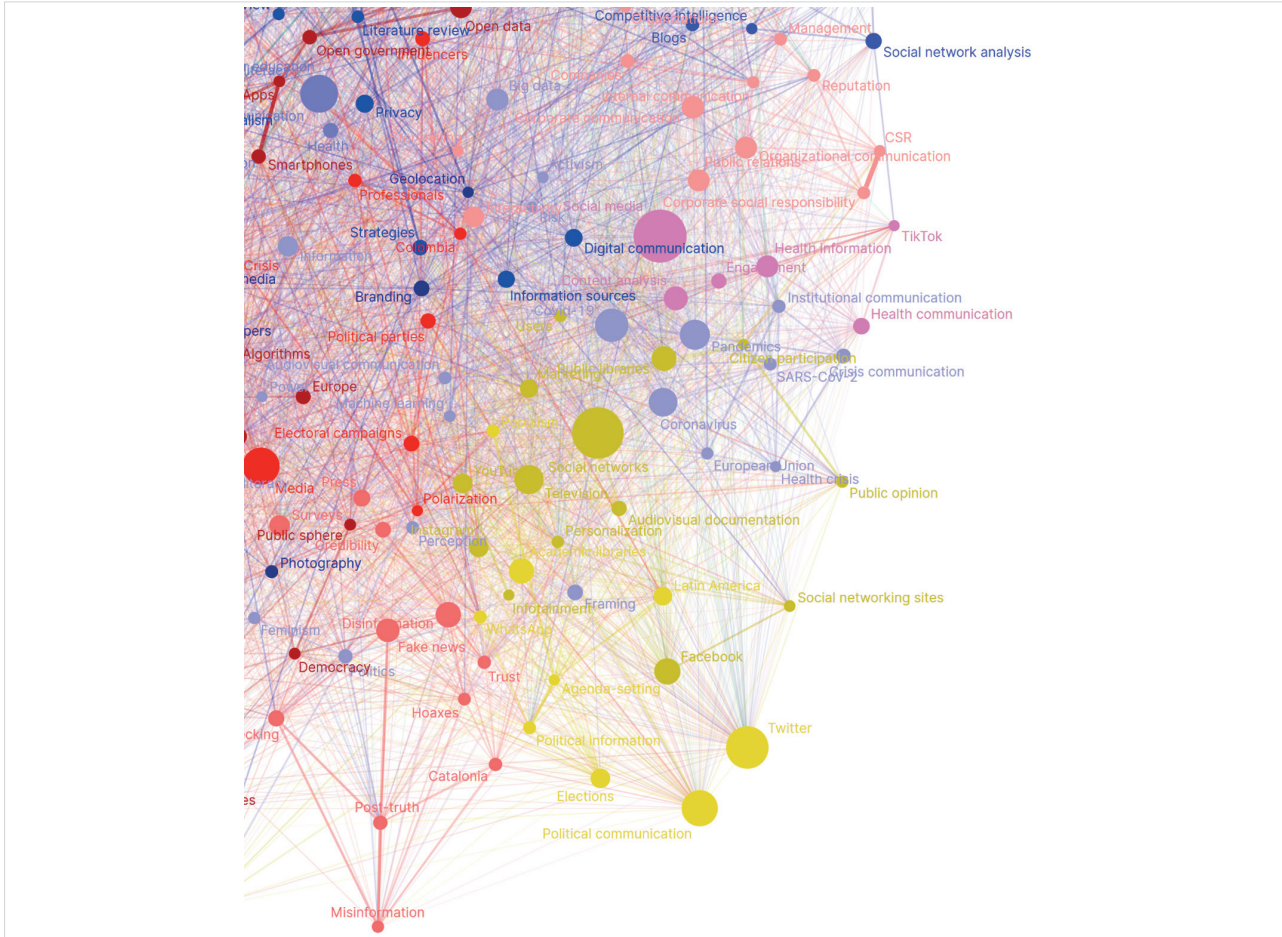 Competitive intelligence
Open data
Literature review
Management
Blogs
Open government
Influencers
Social network analysis
education
Companies
Apps
Big data
Reputation
Internal communication
Privacy
Corporate communication
Health
CSR
Smartphones
Organizational communication
Public relations
Geolocation
Professionals
Corporate social responsibility
Social media
Risk
Strategies
TikTok
Colombia
Digital communication
Health information
Information
Crisis
Engagement
Content analysis
Branding
Information sources
Institutional communication
Covid-19
Health communication
Users
Political parties
Pandemics
Algorithms
Citizen participation
Audiovisual communication
Public libraries
Crisis communication
Marketing
SARS-CoV-2
Europe
Power
Machine learning
Coronavirus
Electoral campaigns
European Union
Social networks
YouTube
Health crisis
Press
Media
Television
Public opinion
Polarization
Surveys
Audiovisual documentation
Public sphere
Instagram
Personalization
Credibility
Perception
Academic libraries
Photography
Latin America
Infotainment
Framing
Social networking sites
Disinformation
Feminism
WhatsApp
Fake news
Facebook
Democracy
Politics
Trust
Agenda-setting
Hoaxes
Twitter
cking
Political information
Catalonia
Elections
es
Post-truth
Political communication
Misinformation